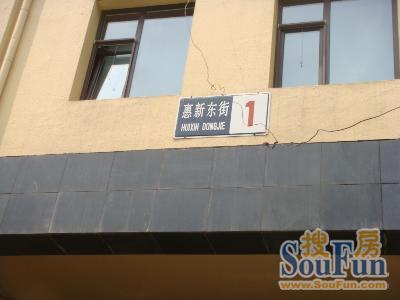 惠新东街
HUIXIN DONGJIE
1
搜房
SouFun
www.SouFun.com